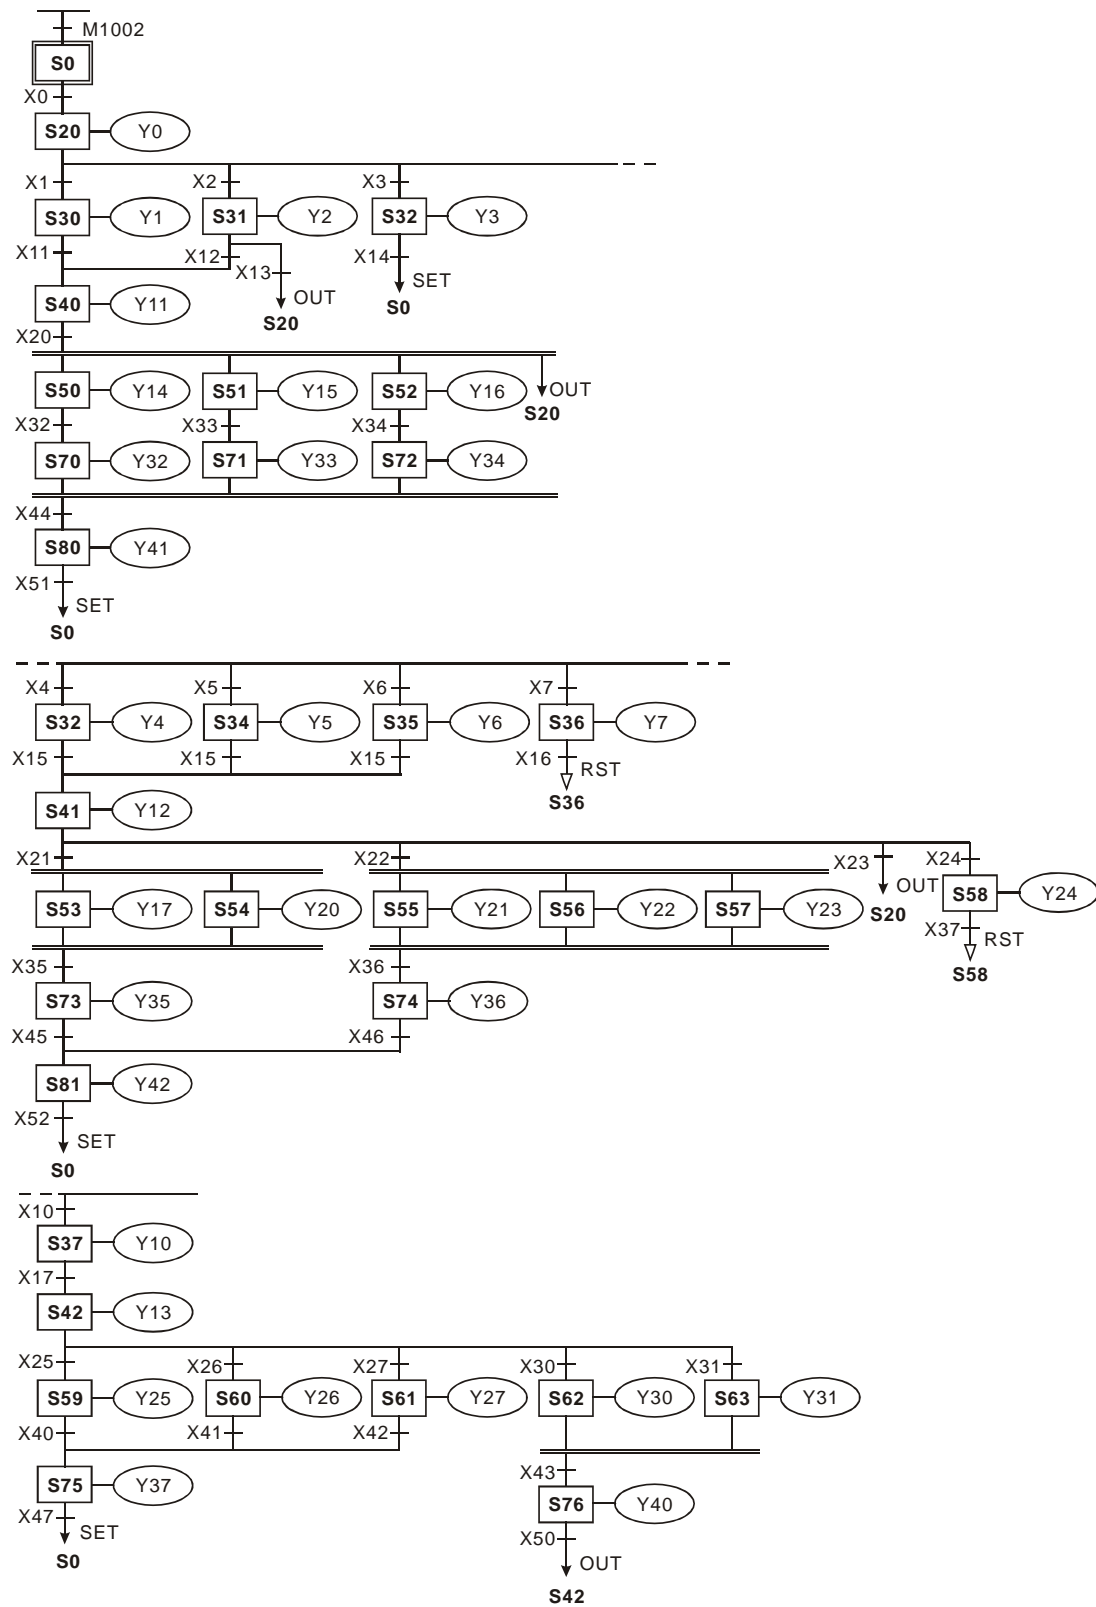 M1002
S0
X0
S20 Y0
X1 X2 X3
S30 Y1 S31 Y2 S32 Y3
X11 X12 X13 X14
SET
OUT S0
S40 Y11 S20
X20
S50 Y14 S51 Y15 S52 Y16 OUT
S20
X32 X33 X34
S70 Y32 S71 Y33 S72 Y34
X44
S80 Y41
X51
SET
S0
X4 X5 X6 X7
S32 Y4 S34 Y5 S35 Y6 S36 Y7
X15 X15 X15 X16
RST
S36
S41 Y12
X21 X22 X23 X24
OUT
S53 Y17 S54 Y20 S55 Y21 S56 Y22 S57 Y23 S20 S58 Y24
X37
RST
X35 X36 S58
S73 Y35 S74 Y36
X45 X46
S81 Y42
X52
SET
S0
X10
S37 Y10
X17
S42 Y13
X25 X26 X27 X30 X31
S59 Y25 S60 Y26 S61 Y27 S62 Y30 S63 Y31
X40 X41 X42
X43
S75 Y37 S76 Y40
X47
SET X50
S0 OUT
S42